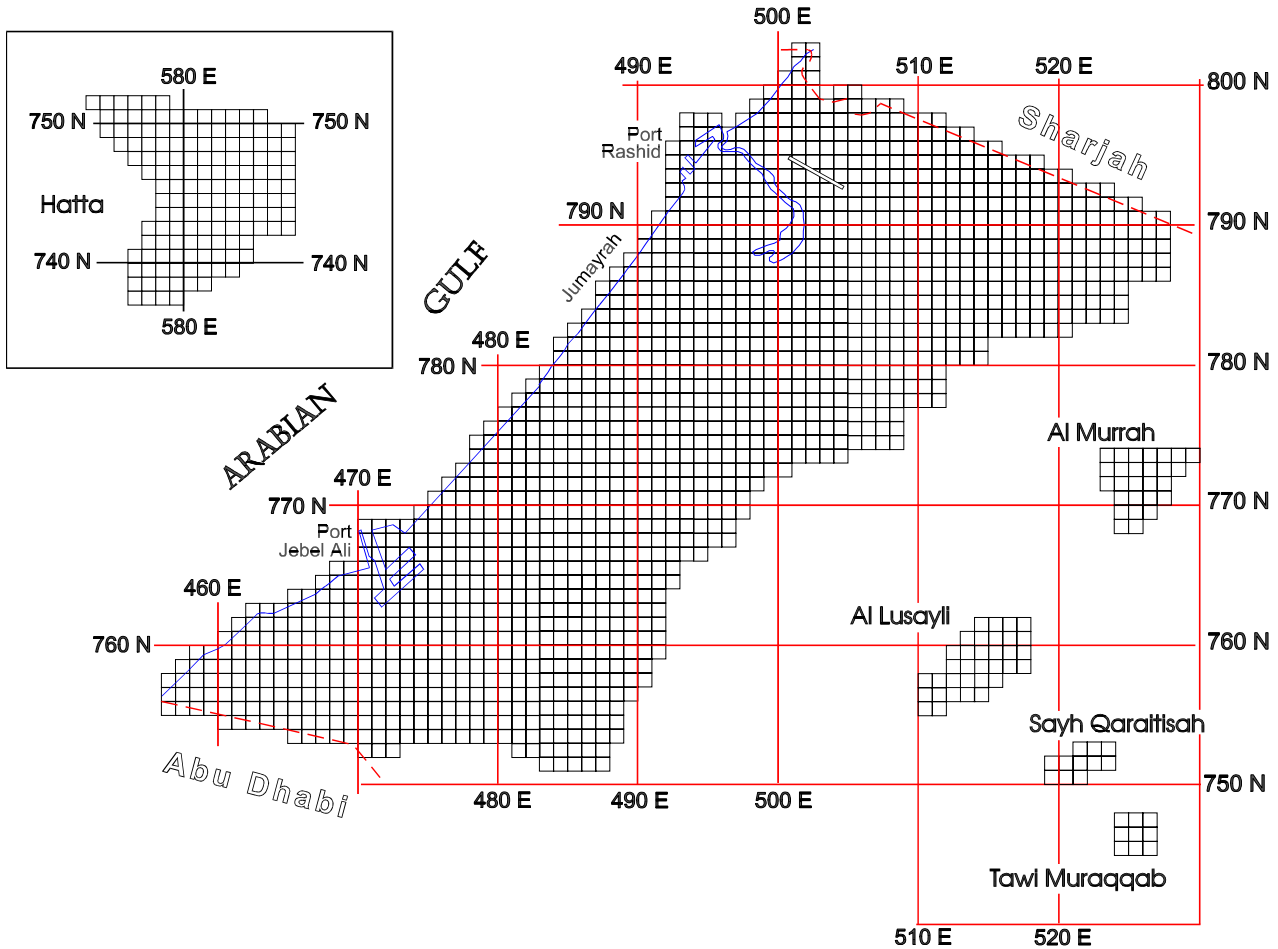 500 E
490 E
510 E
520 E
800 N
580 E
750 N
750 N
Sharjah
Port
Rashid
Hatta
790 N
790 N
Jumayrah
740 N
740 N
GULF
580 E
480 E
780 N
780 N
ARABIAN
Al Murrah
470 E
770 N
770 N
Port
Jebel Ali
460 E
Al Lusayli
760 N
760 N
Sayh Qaraitisah
Abu Dhabi
750 N
480 E
490 E
500 E
Tawi Muraqqab
510 E
520 E